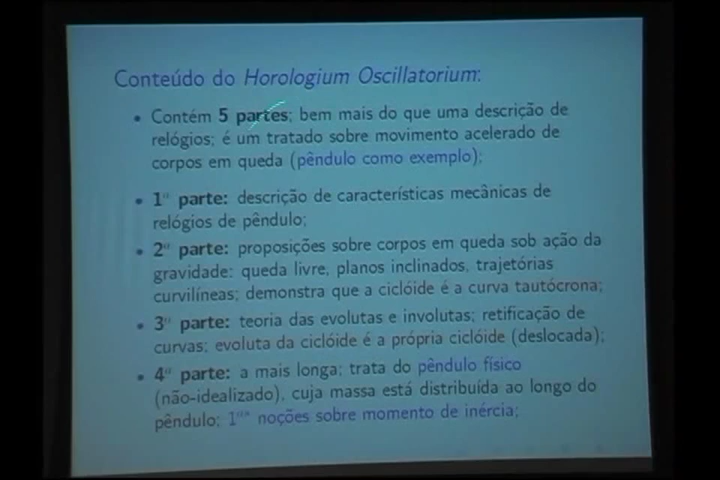 Conteúdo do Horologium Oscillatorium:
• Contém 5 partes; bem mais do que uma descrição de
relógios; é um tratado sobre movimento acelerado de
corpos em queda (pêndulo como exemplo);
• 1ª parte: descrição de características mecânicas de
relógios de pêndulo;
• 2ª parte: proposições sobre corpos em queda sob ação da
gravidade: queda livre, planos inclinados, trajetórias
curvilíneas; demonstra que a ciclóide é a curva tautócrona;
• 3ª parte: teoria das evolutas e involutas; retificação de
curvas; evoluta da ciclóide é a própria ciclóide (deslocada);
• 4ª parte: a mais longa; trata do pêndulo físico
(não-idealizado), cuja massa está distribuída ao longo do
pêndulo; 1ªˢ noções sobre momento de inércia;